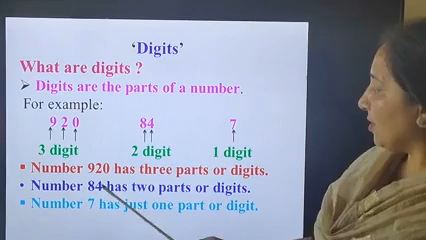 ‘Digits’
What are digits ?
➢ Digits are the parts of a number.
For example:
9 2 0 84 7
3 digit 2 digit 1 digit
▪ Number 920 has three parts or digits.
• Number 84 has two parts or digits.
▪ Number 7 has just one part or digit.